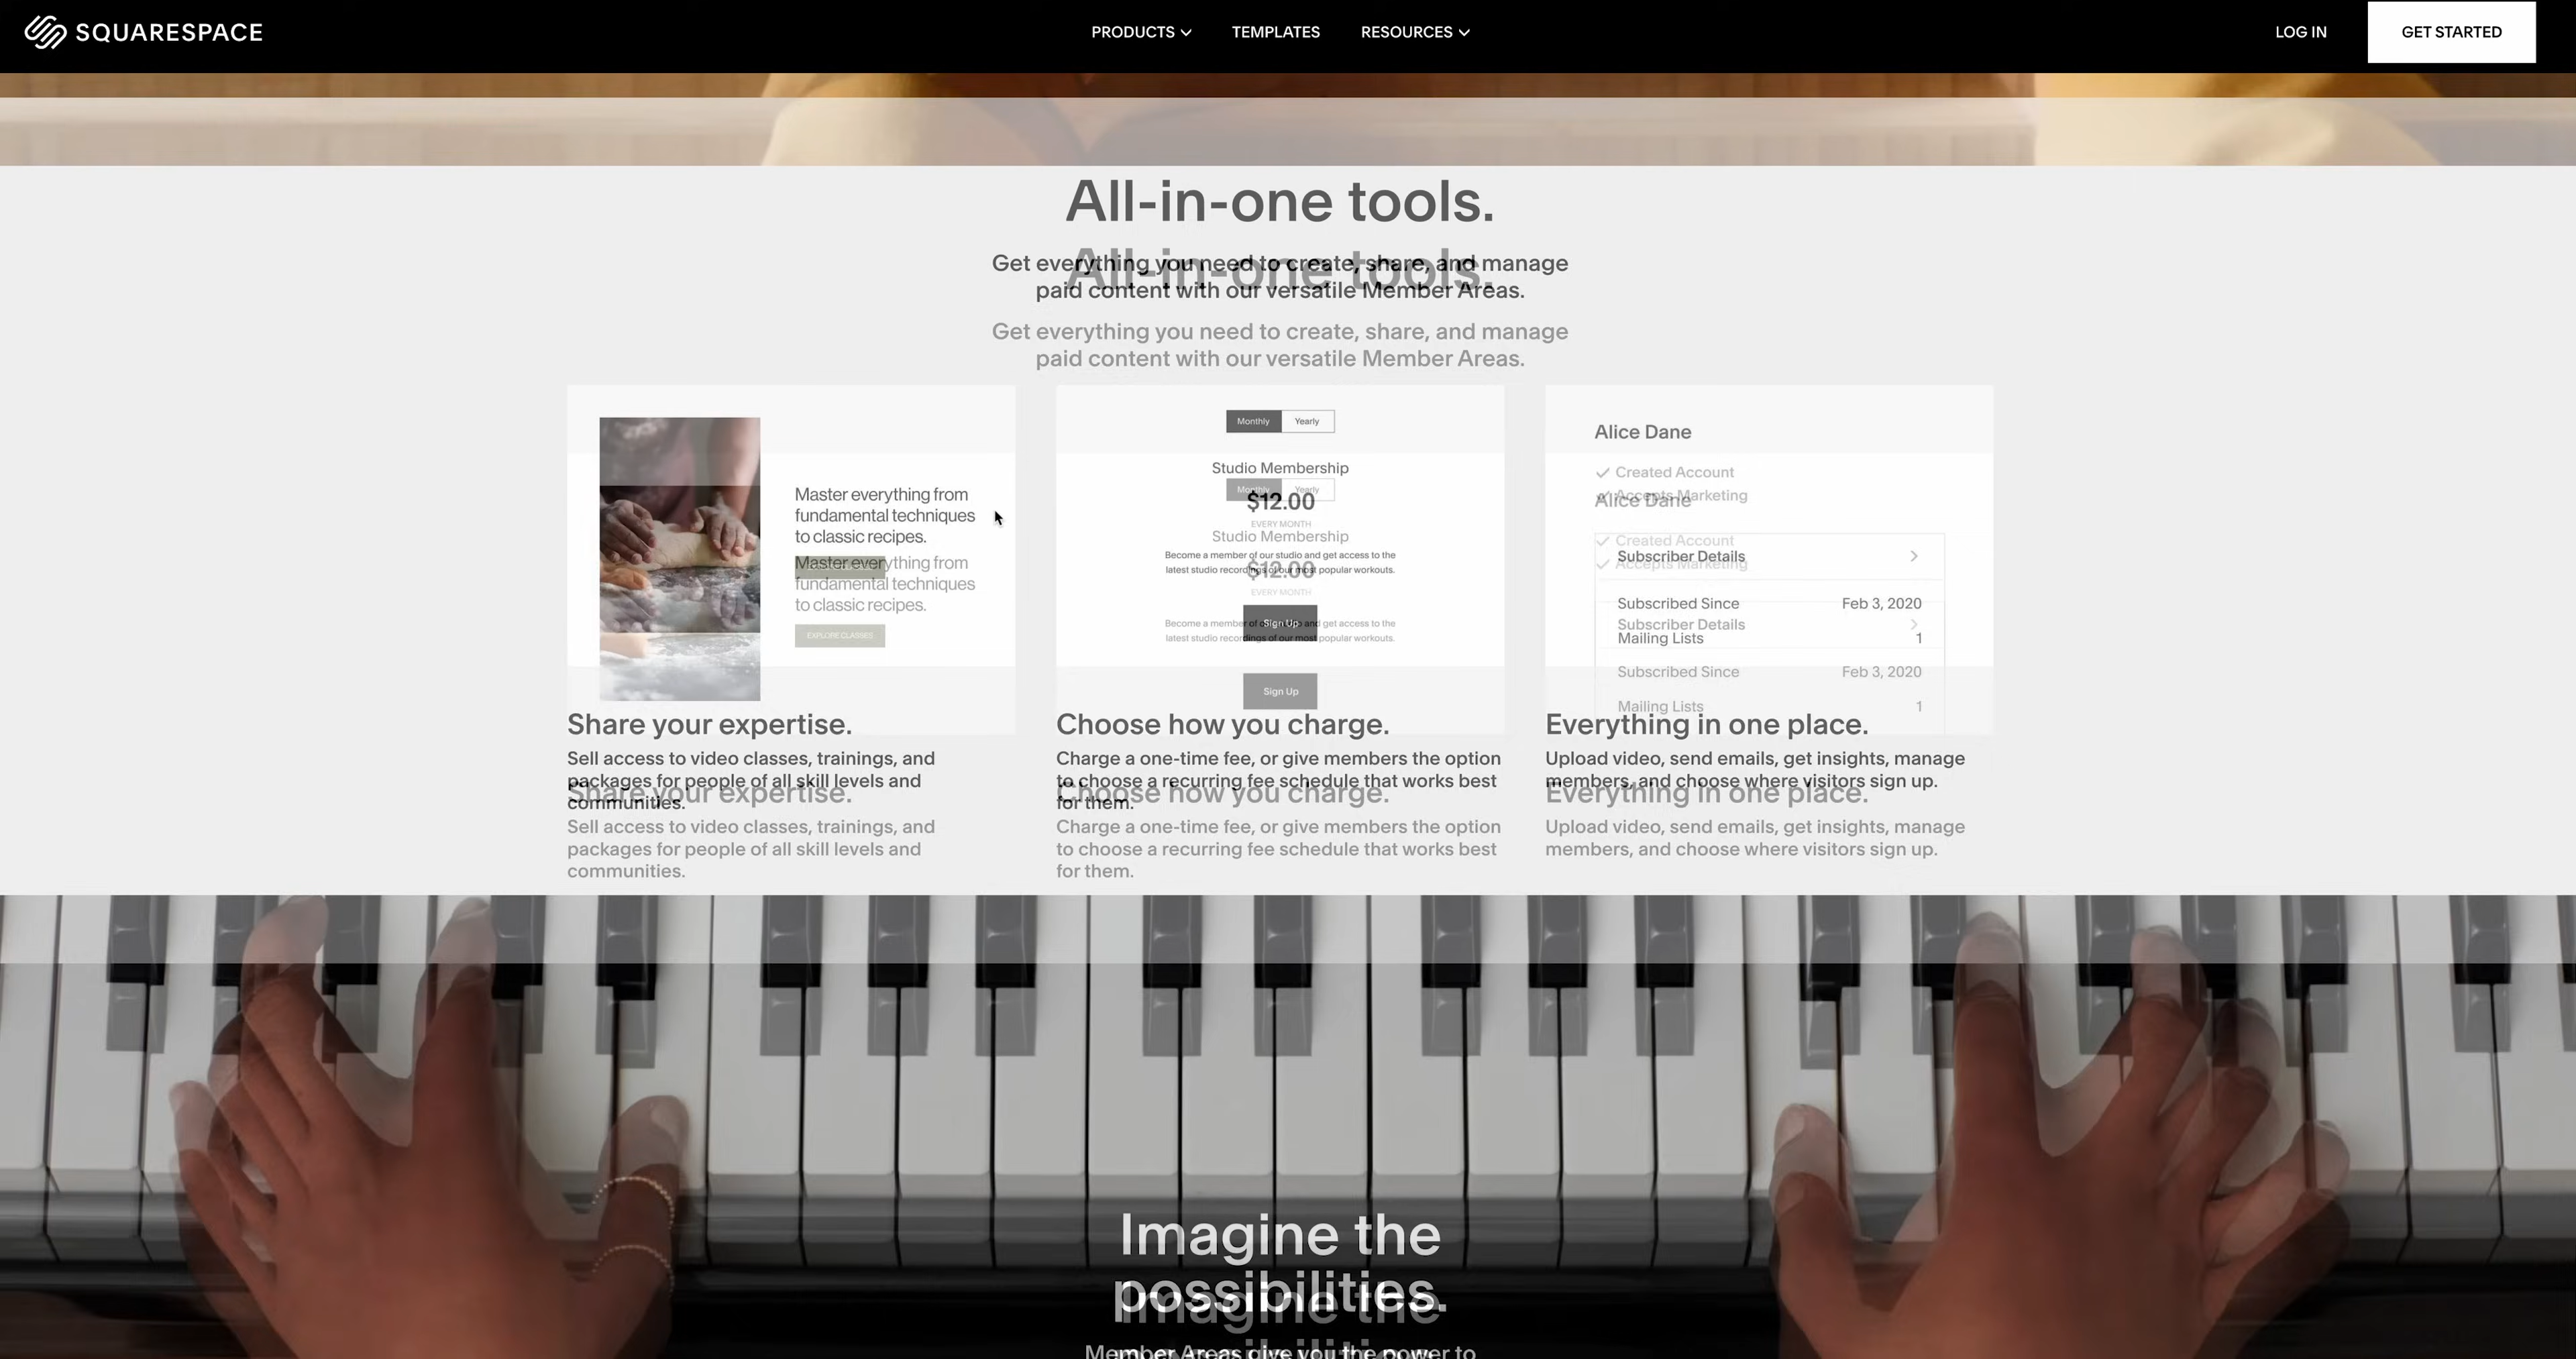 SQUARESPACE
PRODUCTS
TEMPLATES
RESOURCES
LOG IN
GET STARTED
All-in-one tools.
All-in-one tools.
Get everything you need to create, share, and manage
paid content with our versatile Member Areas.
Get everything you need to create, share, and manage
paid content with our versatile Member Areas.
Master everything from
fundamental techniques
to classic recipes.
Master everything from
fundamental techniques
to classic recipes.
EXPLORE CLASSES
Monthly Yearly
Studio Membership
Monthly Yearly
$12.00
EVERY MONTH
Studio Membership
Become a member of our studio and get access to the
latest studio recordings of our most popular workouts.
$12.00
EVERY MONTH
Sign Up
Become a member of our studio and get access to the
latest studio recordings of our most popular workouts.
Sign Up
Alice Dane
Created Account
Accepts Marketing
Alice Dane
Created Account
Subscriber Details
Accepts Marketing
Subscribed Since Feb 3, 2020
Subscriber Details
Mailing Lists 1
Subscribed Since Feb 3, 2020
Mailing Lists 1
Share your expertise.
Sell access to video classes, trainings, and
packages for people of all skill levels and
communities.
Share your expertise.
Sell access to video classes, trainings, and
packages for people of all skill levels and
communities.
Choose how you charge.
Charge a one-time fee, or give members the option
to choose a recurring fee schedule that works best
for them.
Choose how you charge.
Charge a one-time fee, or give members the option
to choose a recurring fee schedule that works best
for them.
Everything in one place.
Upload video, send emails, get insights, manage
members, and choose where visitors sign up.
Everything in one place.
Upload video, send emails, get insights, manage
members, and choose where visitors sign up.
Imagine the
possibilities.
Imagine the
Member Areas give you the power to